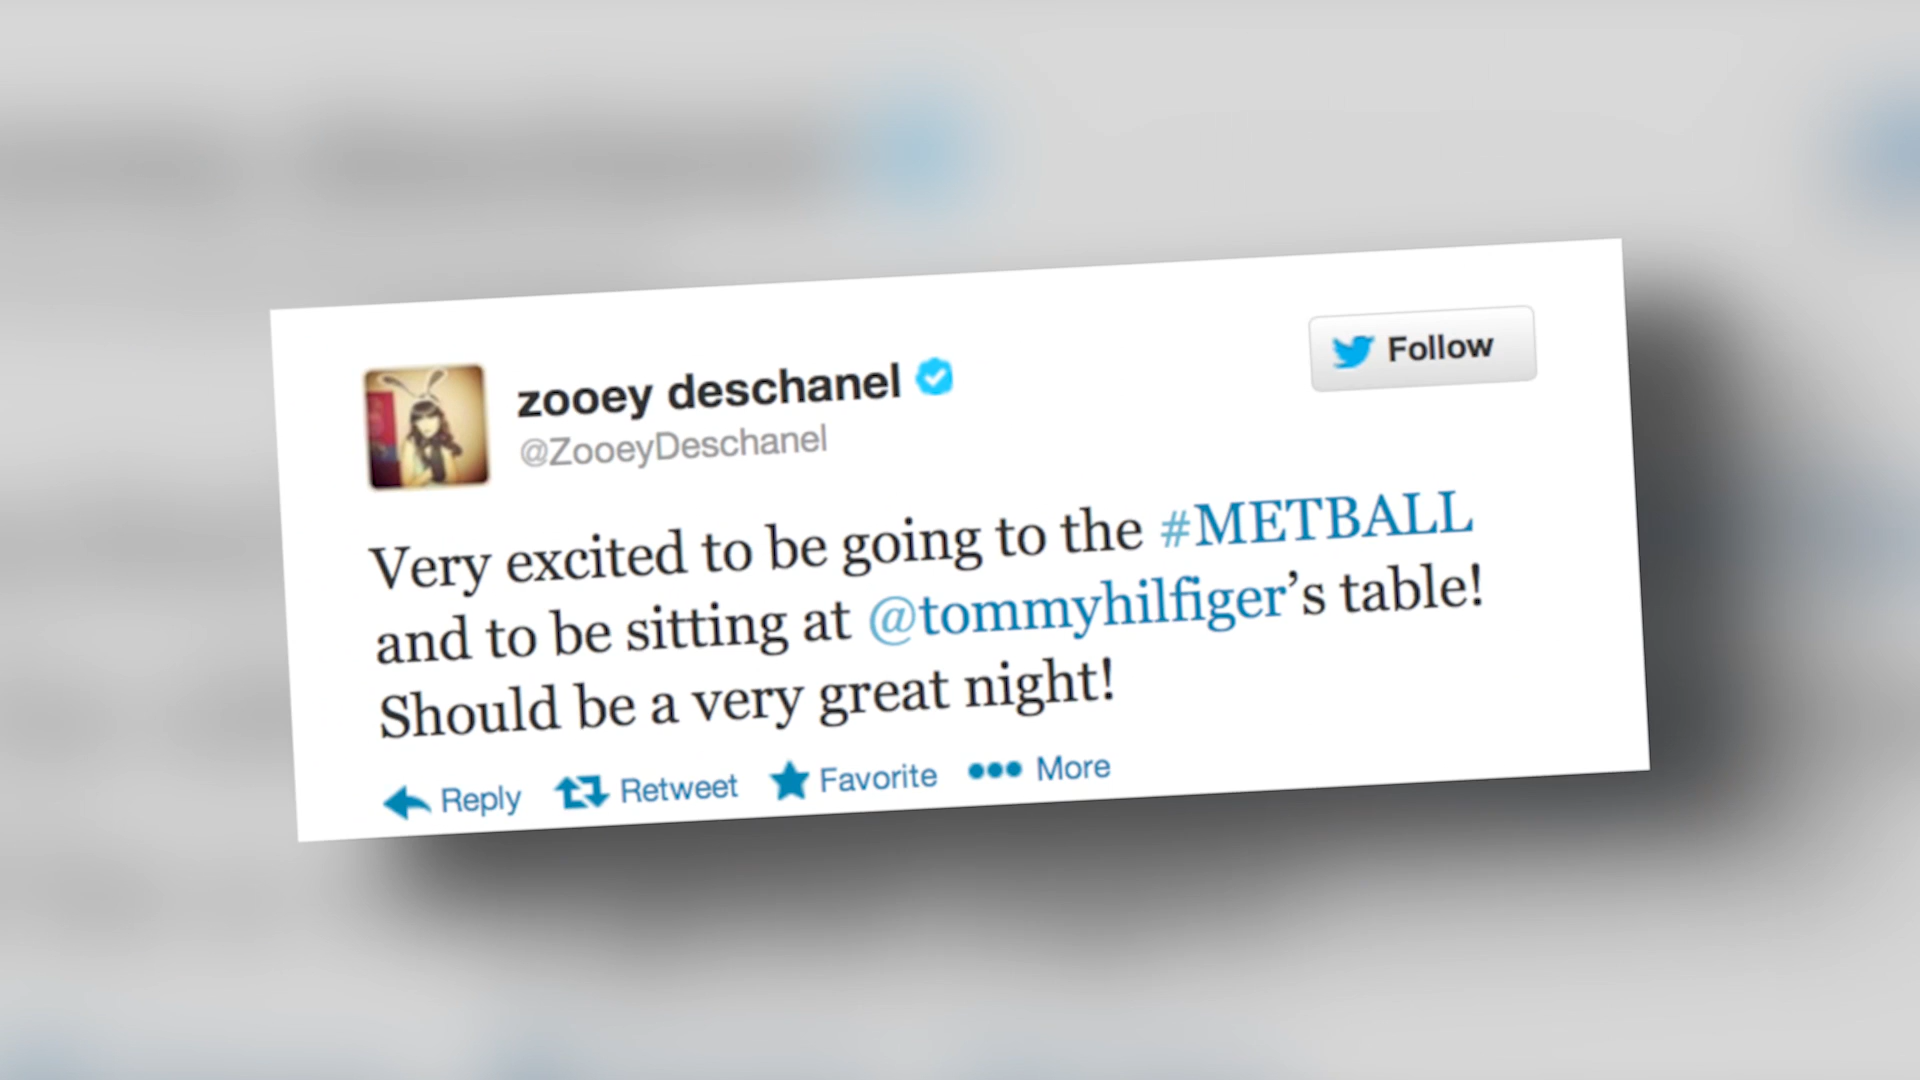 zooey deschanel
@ZooeyDeschanel
Follow
Very excited to be going to the #METBALL
and to be sitting at @tommyhilfiger’s table!
Should be a very great night!
Reply Retweet Favorite More